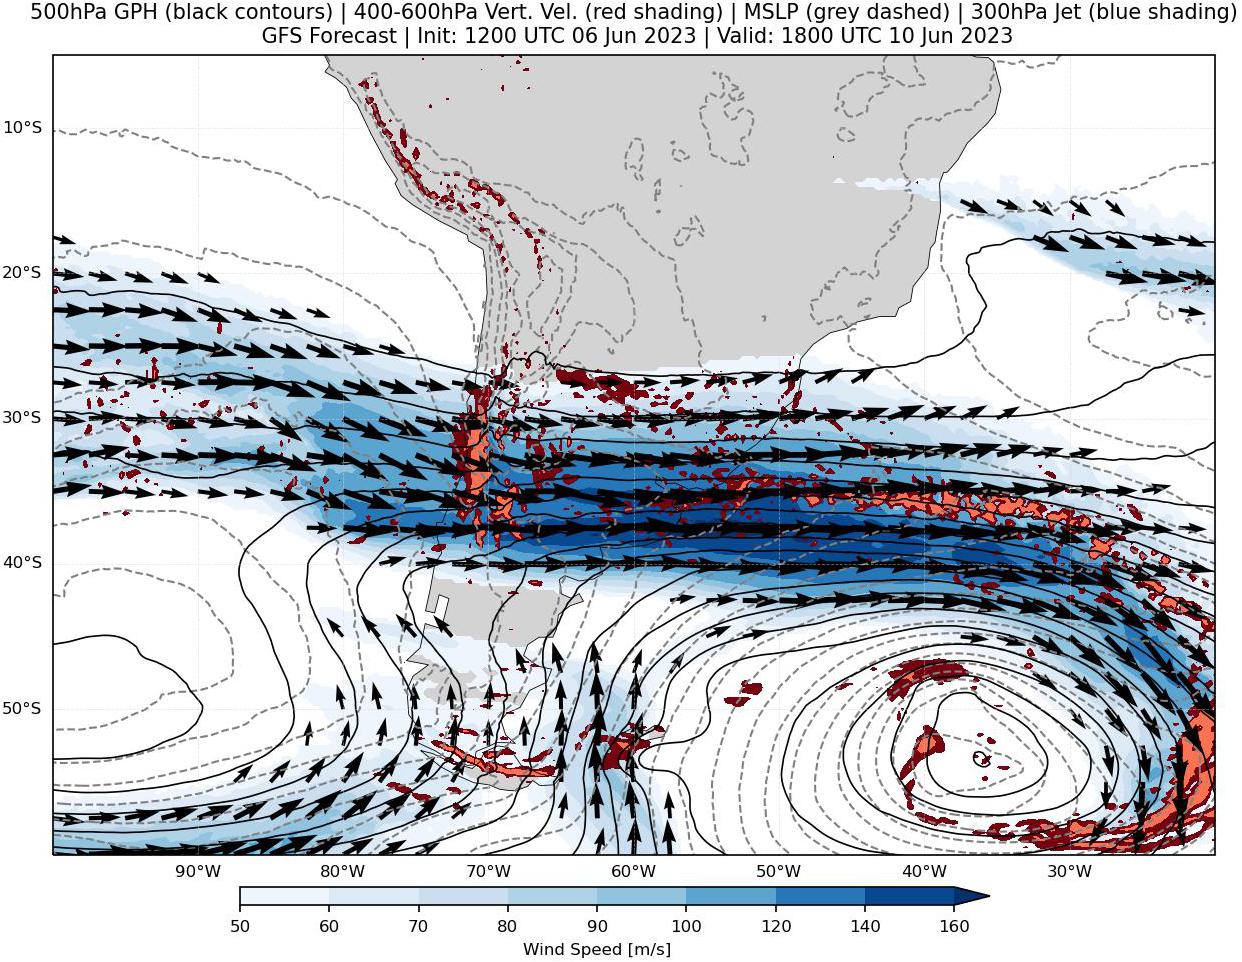 500hPa GPH (black contours) | 400-600hPa Vert. Vel. (red shading) | MSLP (grey dashed) | 300hPa Jet (blue shading)
GFS Forecast | Init: 1200 UTC 06 Jun 2023 | Valid: 1800 UTC 10 Jun 2023
10°S
20°S
30°S
40°S
50°S
90°W 80°W 70°W 60°W 50°W 40°W 30°W
50 60 70 80 90 100 120 140 160
Wind Speed [m/s]